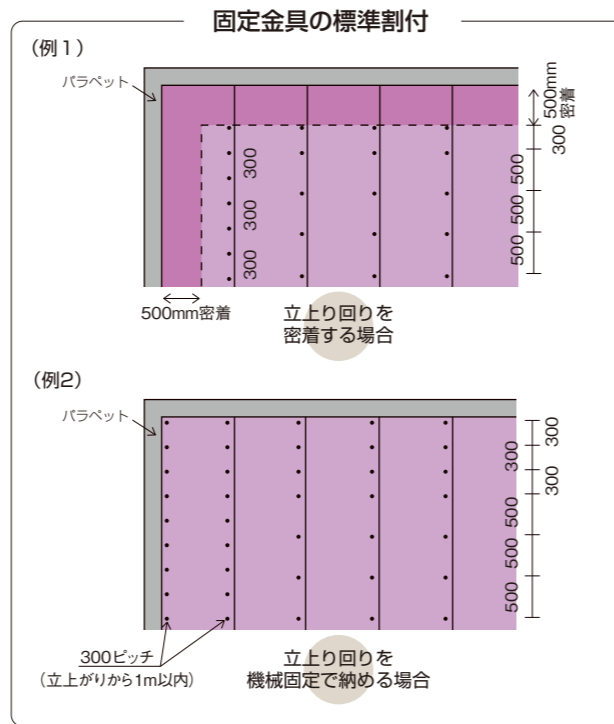 固定金具の標準割付
(例1)
パラペット
500mm
密着
300
500
500
500
300
300
300
500mm密着
立上り回りを
密着する場合
(例2)
パラペット
300
300
300
500
500
500
300ピッチ
(立上がりから1m以内)
立上り回りを
機械固定で納める場合